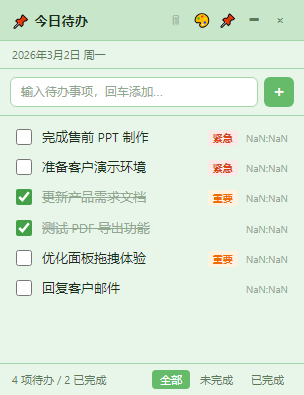 今日待办
2026年3月2日 周一
输入待办事项，回车添加...
+
完成售前 PPT 制作 紧急 NaN:NaN
准备客户演示环境 紧急 NaN:NaN
更新产品需求文档 重要 NaN:NaN
测试 PDF 导出功能 NaN:NaN
优化面板拖拽体验 重要 NaN:NaN
回复客户邮件 NaN:NaN
4 项待办 / 2 已完成 全部 未完成 已完成